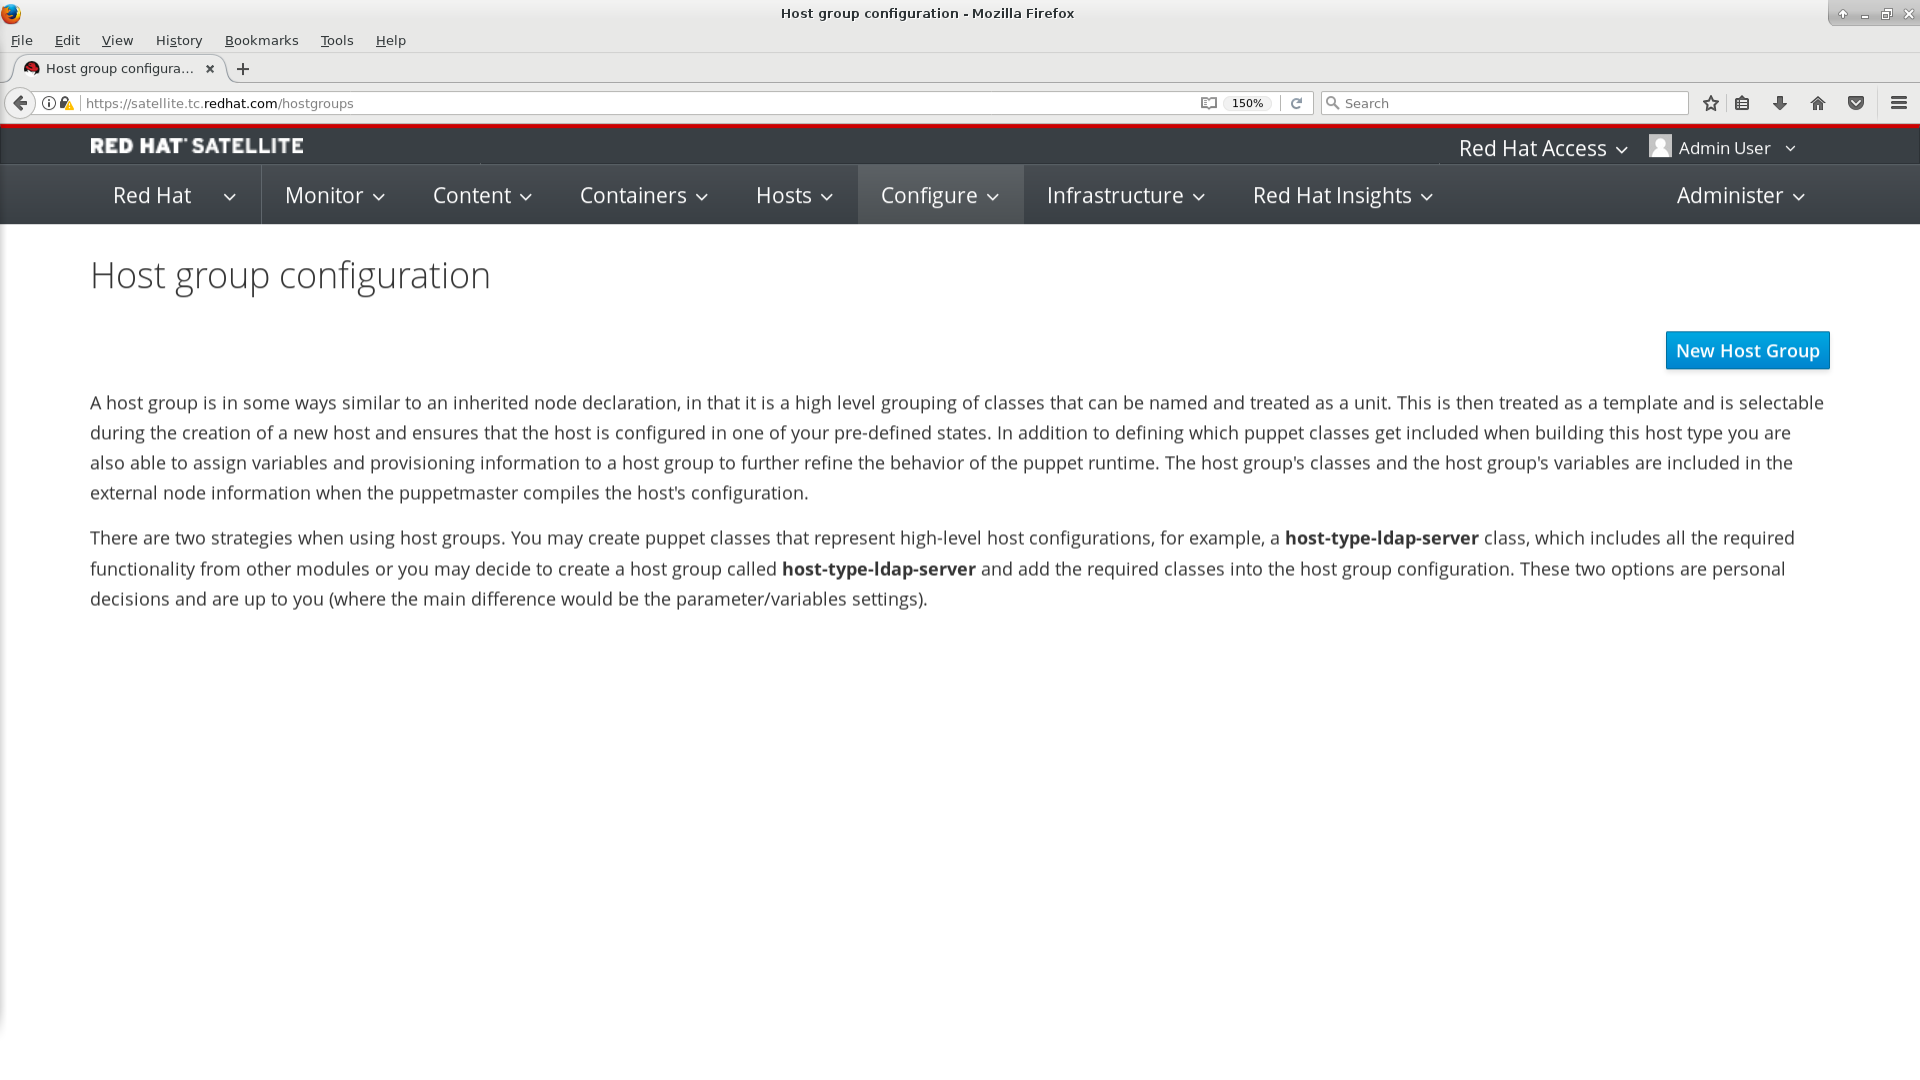 Host group configuration - Mozilla Firefox
File Edit View History Bookmarks Tools Help
Host group configura...
https://satellite.tc.redhat.com/hostgroups 150% Search
RED HAT SATELLITE Red Hat Access Admin User
Red Hat Monitor Content Containers Hosts Configure Infrastructure Red Hat Insights Administer
Host group configuration
New Host Group
A host group is in some ways similar to an inherited node declaration, in that it is a high level grouping of classes that can be named and treated as a unit. This is then treated as a template and is selectable
during the creation of a new host and ensures that the host is configured in one of your pre-defined states. In addition to defining which puppet classes get included when building this host type you are
also able to assign variables and provisioning information to a host group to further refine the behavior of the puppet runtime. The host group's classes and the host group's variables are included in the
external node information when the puppetmaster compiles the host's configuration.
There are two strategies when using host groups. You may create puppet classes that represent high-level host configurations, for example, a host-type-ldap-server class, which includes all the required
functionality from other modules or you may decide to create a host group called host-type-ldap-server and add the required classes into the host group configuration. These two options are personal
decisions and are up to you (where the main difference would be the parameter/variables settings).